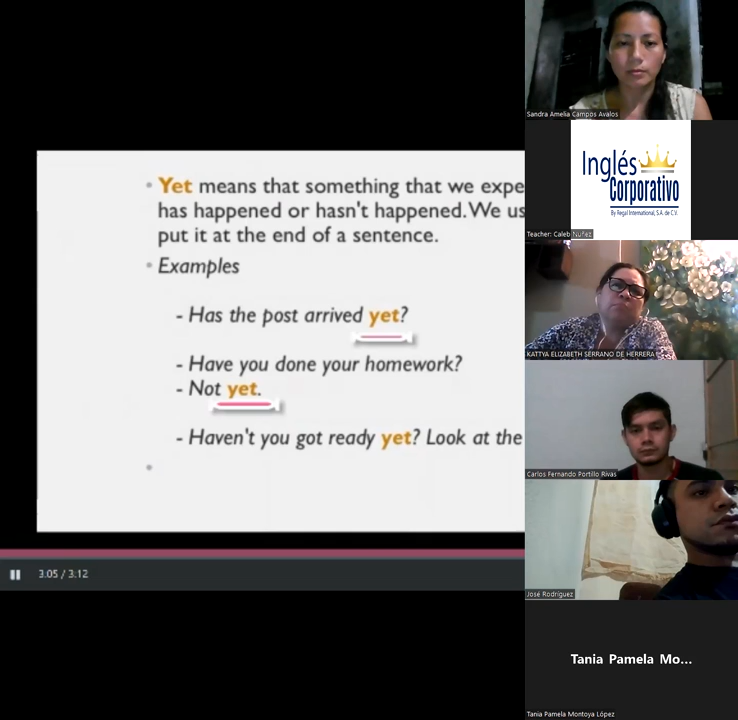 • Yet means that something that we expe
has happened or hasn't happened. We us
put it at the end of a sentence.
• Examples
- Has the post arrived yet?
- Have you done your homework?
- Not yet.
- Haven't you got ready yet? Look at the
•
3:05 / 3:12
Sandra Amelia Campos Avalos
Inglés
Corporativo
By Regal International, S.A. de C.V.
Teacher: Caleb Nuñez
KATTYA ELIZABETH SERRANO DE HERRERA
Carlos Fernando Portillo Rivas
José Rodríguez
Tania Pamela Mo...
Tania Pamela Montoya López